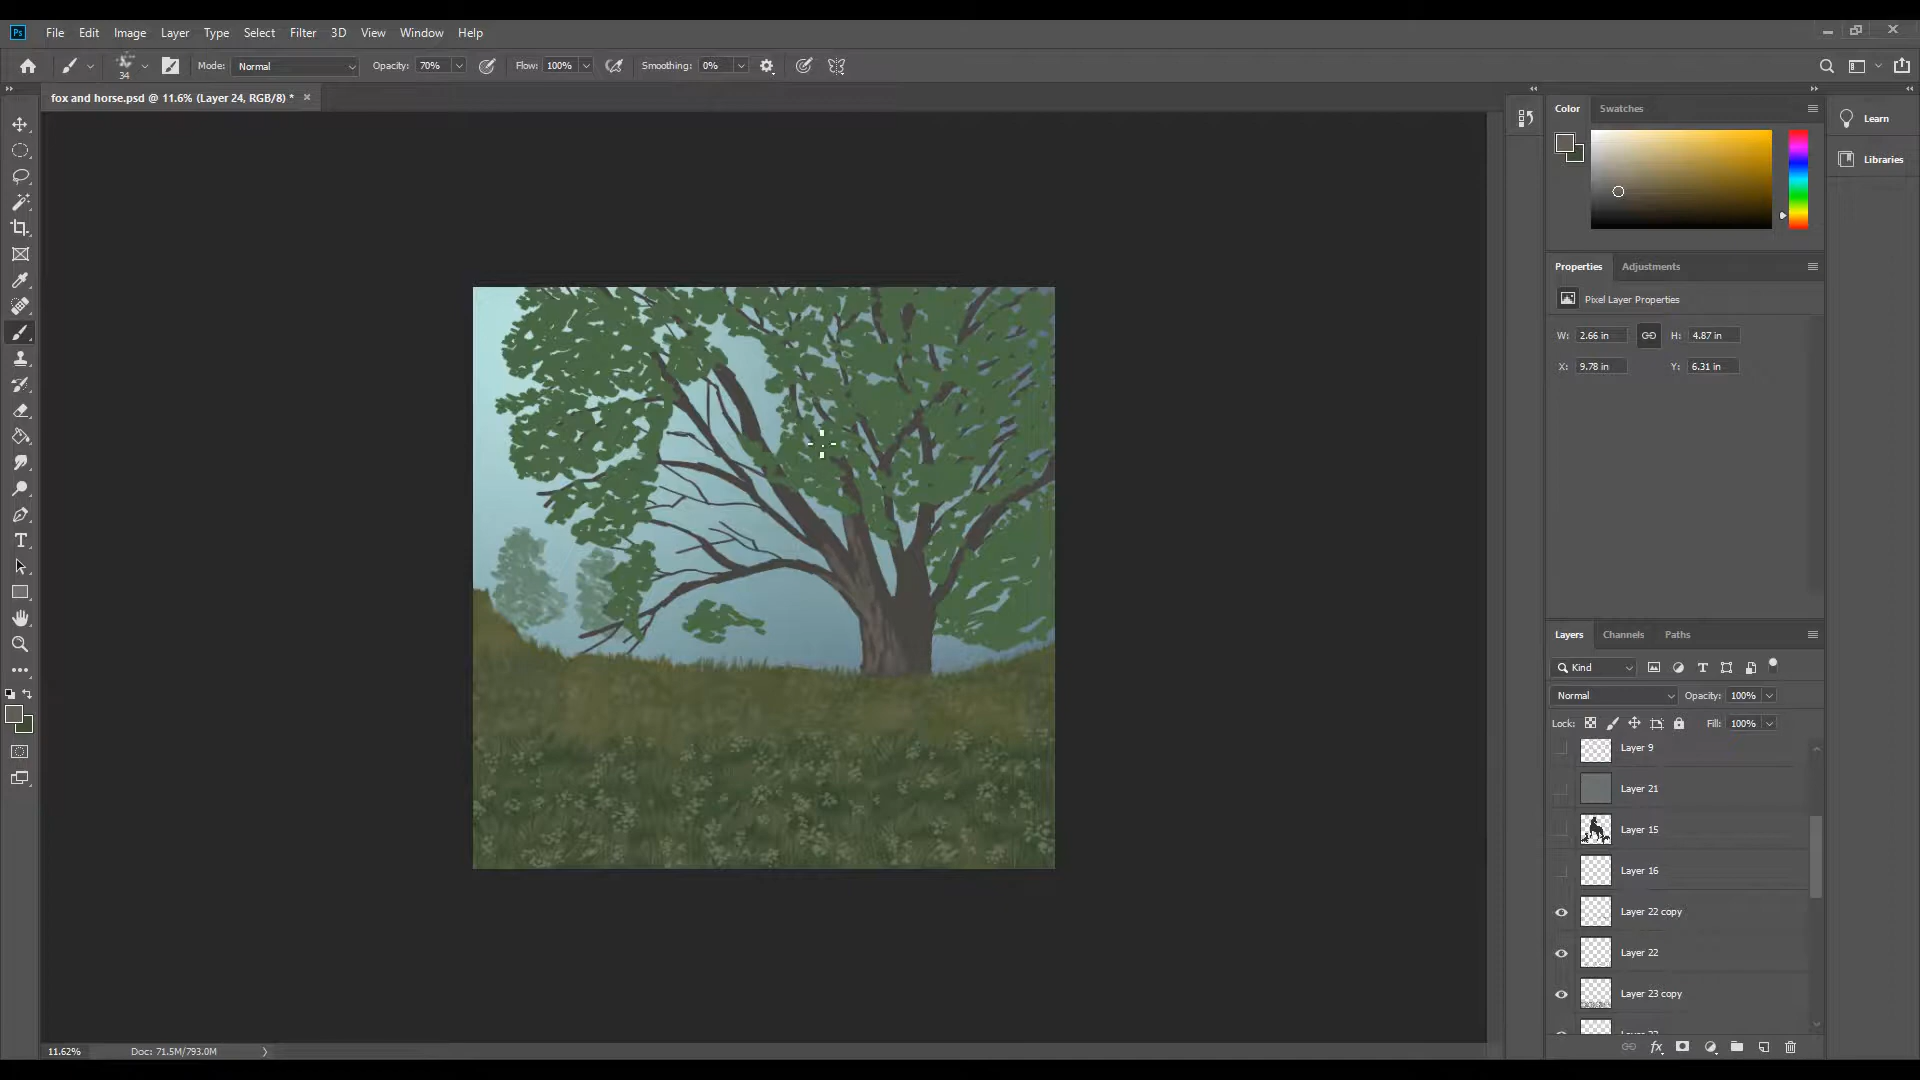 Ps File Edit Image Layer Type Select Filter 3D View Window Help
34 Mode: Normal Opacity: 70% Flow: 100% Smoothing: 0%
fox and horse.psd @ 11.6% (Layer 24, RGB/8) * ×
Color Swatches
Learn
Libraries
Properties Adjustments
Pixel Layer Properties
W: 2.66 in H: 4.87 in
X: 9.78 in Y: 6.31 in
Layers Channels Paths
Kind
Normal Opacity: 100%
Lock: Fill: 100%
Layer 9
Layer 21
Layer 15
Layer 16
Layer 22 copy
Layer 22
Layer 23 copy
11.62% Doc: 71.5M/793.0M